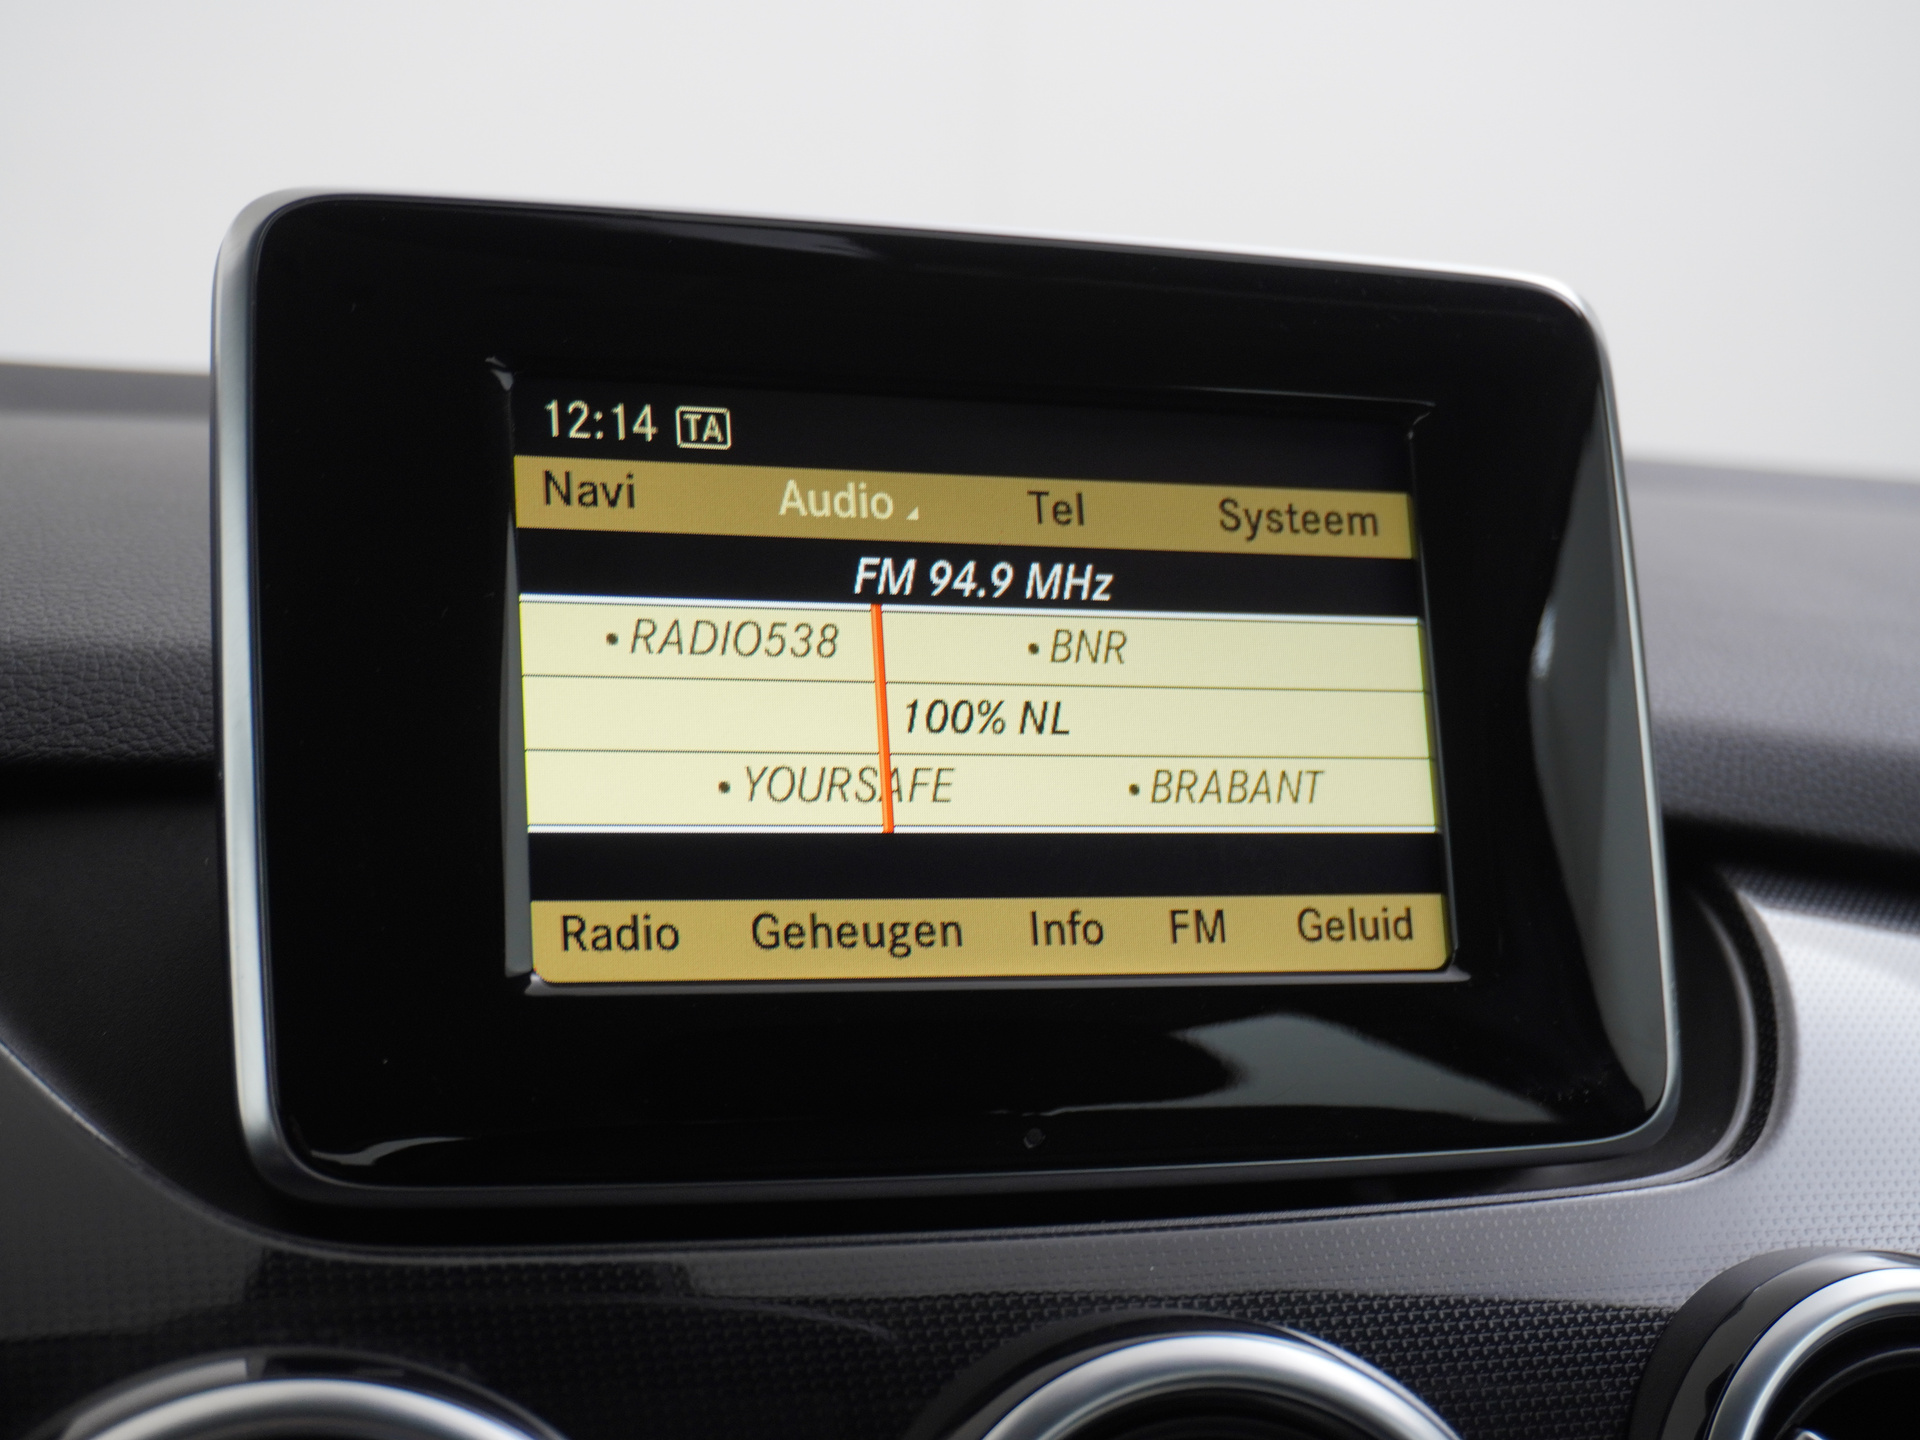 12:14 TA
Navi Audio Tel Systeem
FM 94.9 MHz
•RADIO538 •BNR
100% NL
•YOURSAFE •BRABANT
Radio Geheugen Info FM Geluid